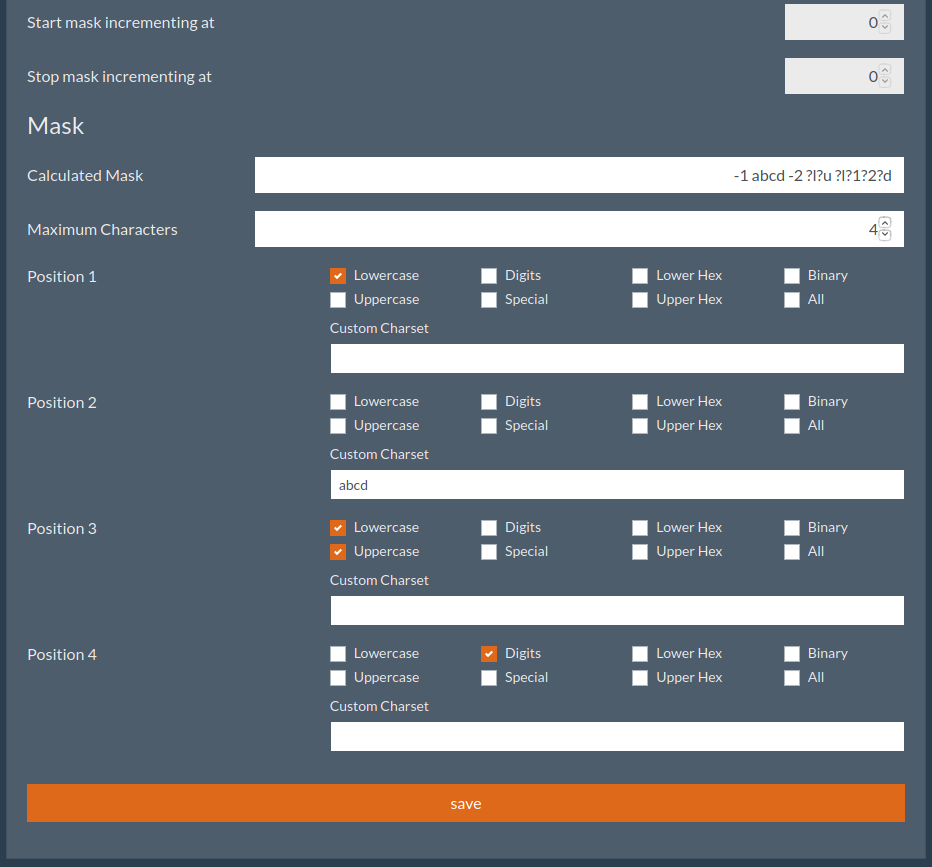 Start mask incrementing at 0
Stop mask incrementing at 0
Mask
Calculated Mask -1 abcd -2 ?l?u ?l?1?2?d
Maximum Characters 4
Position 1 Lowercase Digits Lower Hex Binary
Uppercase Special Upper Hex All
Custom Charset
Position 2 Lowercase Digits Lower Hex Binary
Uppercase Special Upper Hex All
Custom Charset
abcd
Position 3 Lowercase Digits Lower Hex Binary
Uppercase Special Upper Hex All
Custom Charset
Position 4 Lowercase Digits Lower Hex Binary
Uppercase Special Upper Hex All
Custom Charset
save